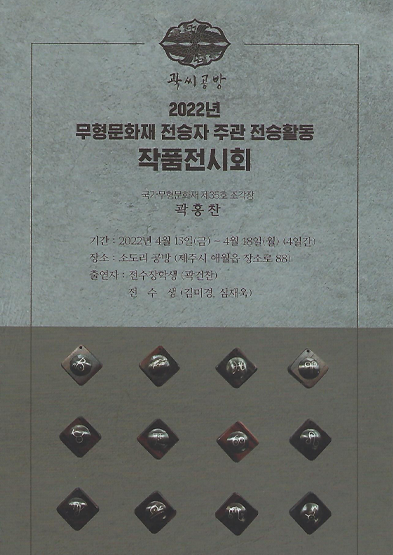 곽씨공방
2022년
무형문화재 전승자 주관 전승활동
작품전시회
국가무형문화재 제35호 조각장
곽홍찬
기간 : 2022년 4월 15일(금) ~ 4월 18일(월) (4일간)
장소 : 소도리 공방 (제주시 애월읍 장소로 88)
출연자 : 전수장학생 (곽건찬)
전 수 생 (김미경, 심재욱)